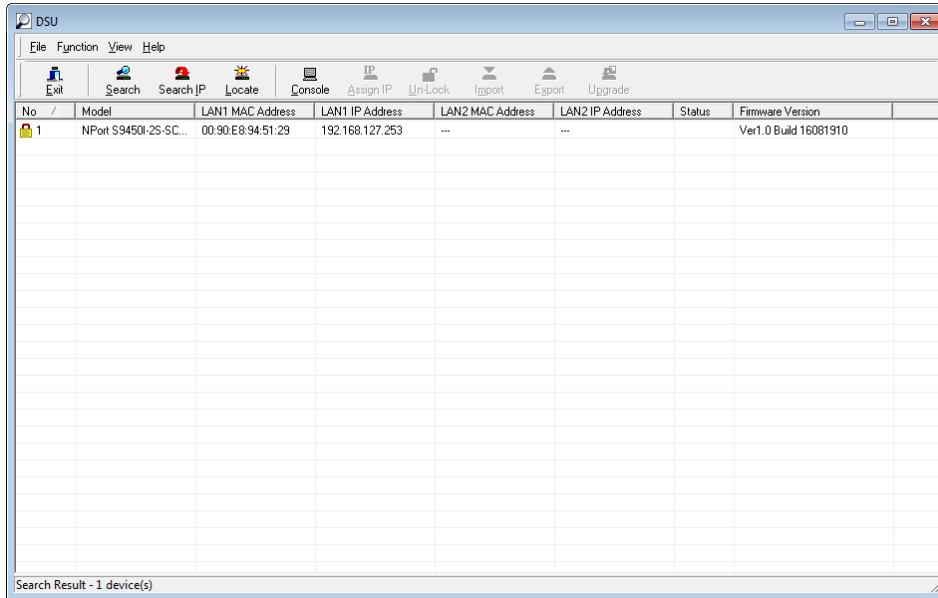 DSU
File Function View Help
Exit Search Search IP Locate Console Assign IP Un-Lock Import Export Upgrade
No Model LAN1 MAC Address LAN1 IP Address LAN2 MAC Address LAN2 IP Address Status Firmware Version
1 NPort S9450I-2S-SC... 00:90:E8:94:51:29 192.168.127.253 --- --- Ver1.0 Build 16081910
Search Result - 1 device(s)